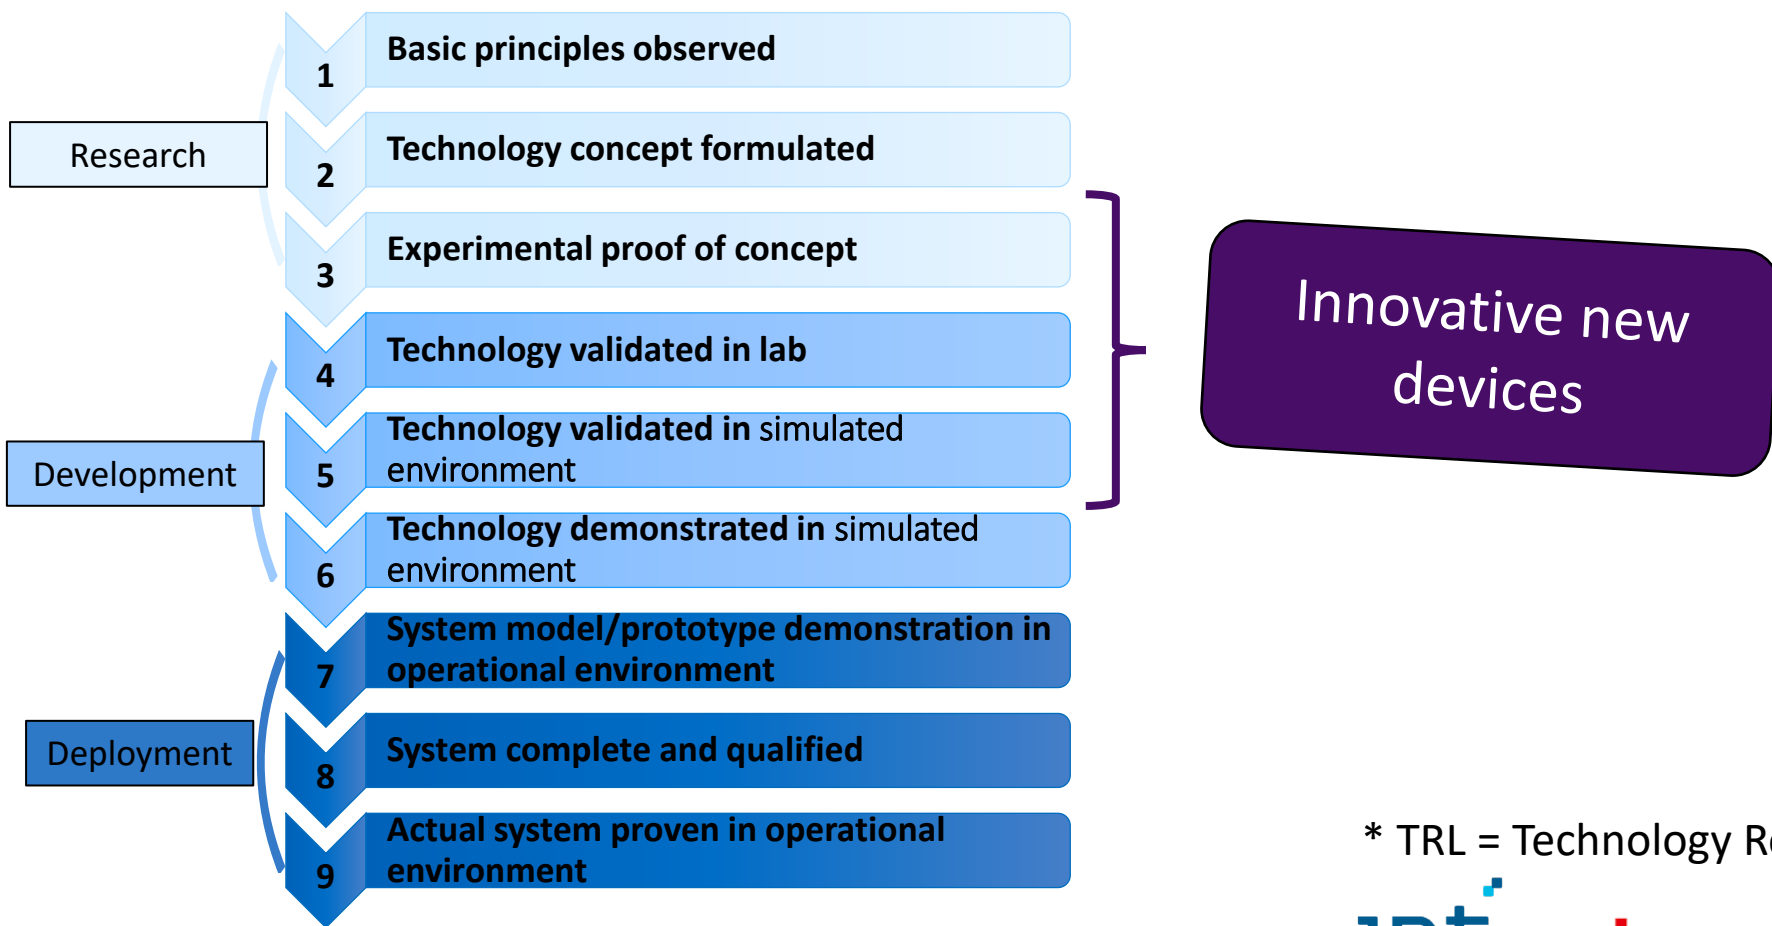 Research
Development
Deployment
1
Basic principles observed
2
Technology concept formulated
3
Experimental proof of concept
4
Technology validated in lab
5
Technology validated in simulated
environment
6
Technology demonstrated in simulated
environment
7
System model/prototype demonstration in
operational environment
8
System complete and qualified
9
Actual system proven in operational
environment
Innovative new
devices
* TRL = Technology